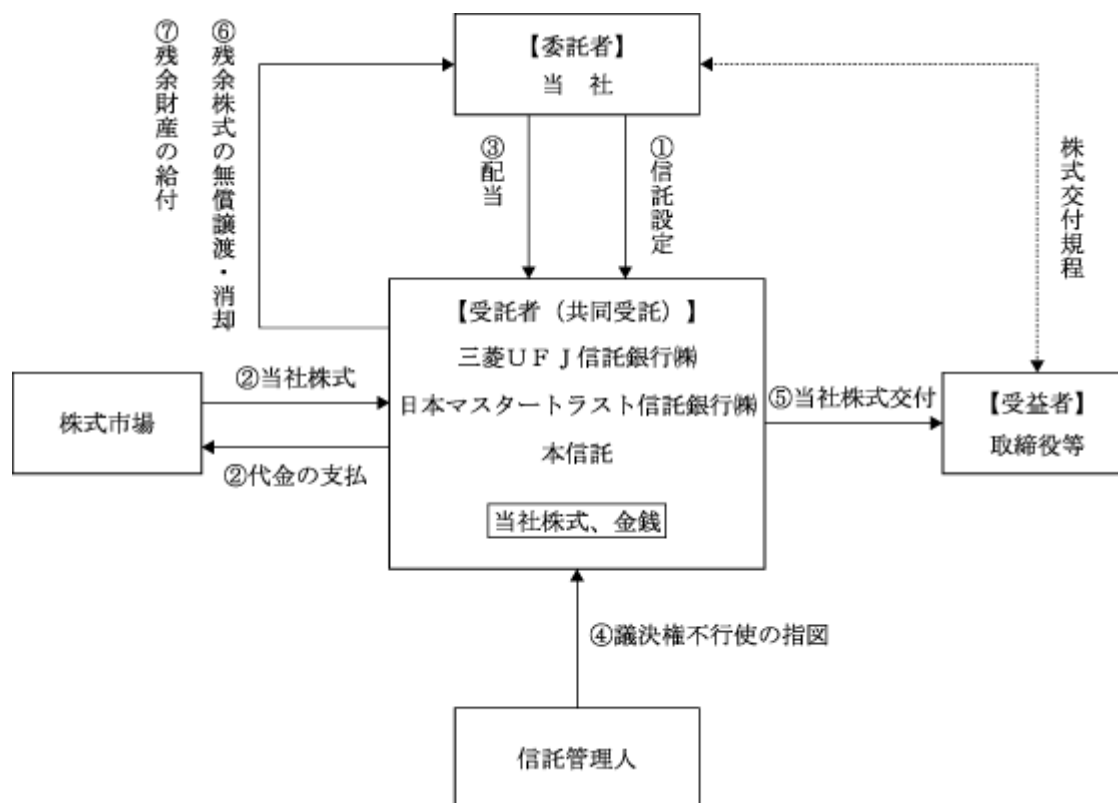 ⑦残余財産の給付
⑥残余株式の無償譲渡・消却
【委託者】
当　社
③配当
①信託設定
株式交付規程
【受託者（共同受託）】
三菱ＵＦＪ信託銀行㈱
日本マスタートラスト信託銀行㈱
本信託
当社株式、金銭
②当社株式
株式市場
②代金の支払
⑤当社株式交付
【受益者】
取締役等
④議決権不行使の指図
信託管理人